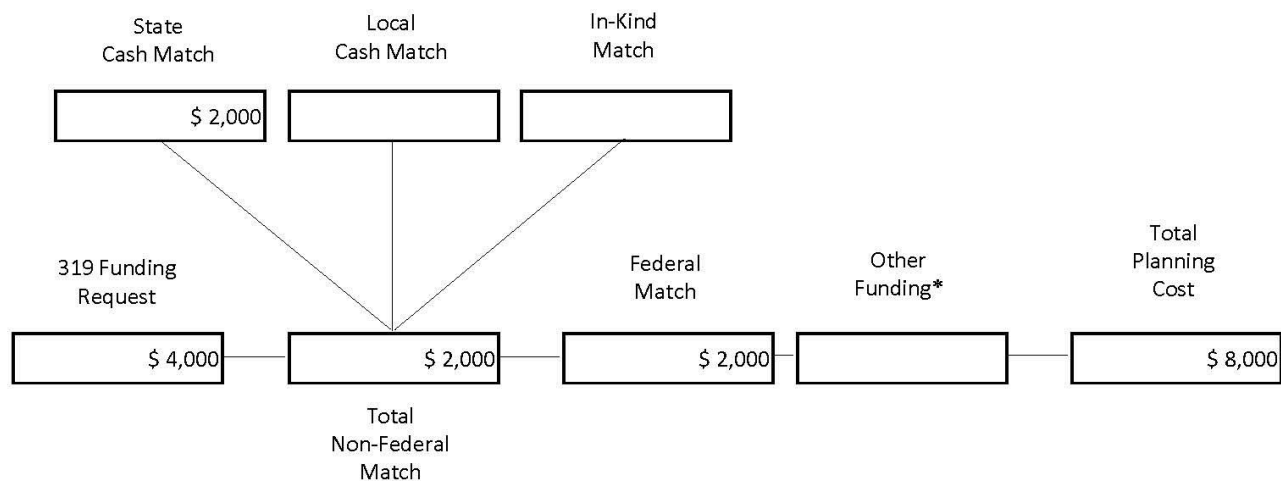 State
Cash Match
Local
Cash Match
In-Kind
Match
$ 2,000
319 Funding
Request
Federal
Match
Other
Funding*
Total
Planning
Cost
$ 4,000
$ 2,000
$ 2,000
$ 8,000
Total
Non-Federal
Match